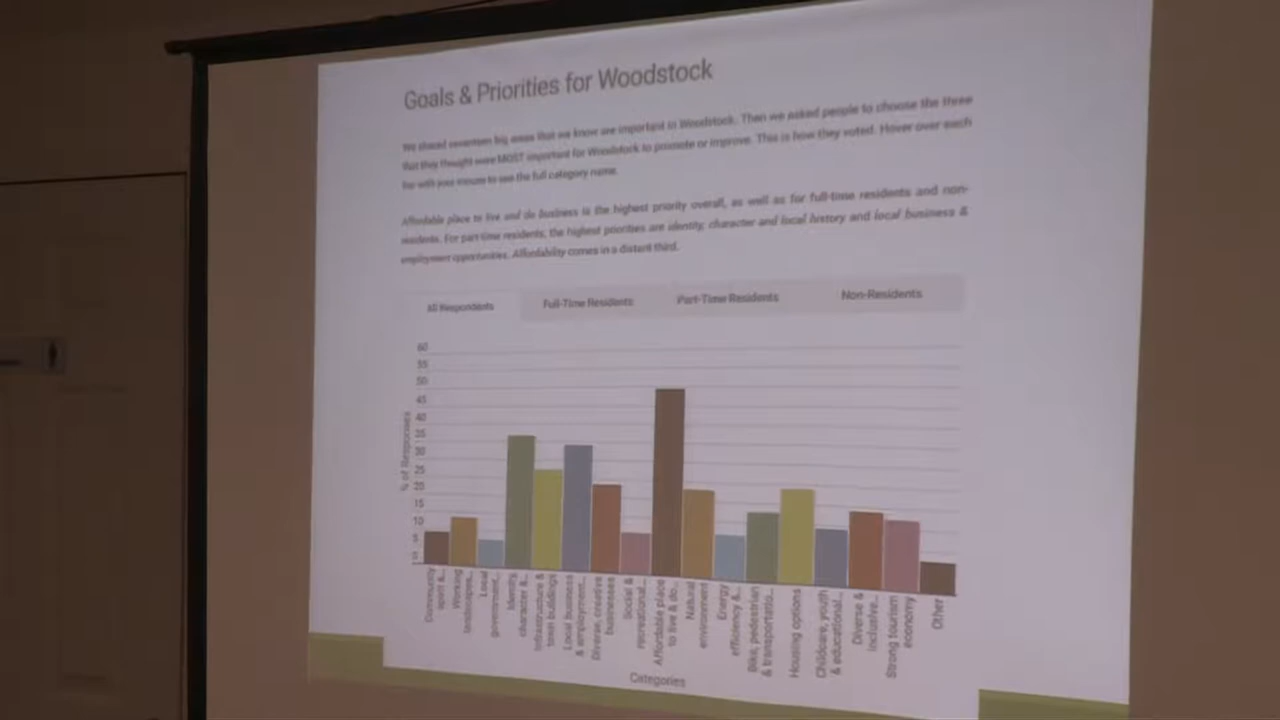 Goals & Priorities for Woodstock
We shared seventeen big areas that we know are important to Woodstock. Then we asked people to choose the three
that they thought were MOST important for Woodstock to promote or improve. This is how they voted. Hover over each
bar with your mouse to see the full category name.
Affordable place to live and do business is the highest priority overall, as well as for full-time residents and non-
residents. For part-time residents, the highest priorities are identity, character and local history and local business &
employment opportunities. Affordability comes in a distant third.
All Respondents
Full-Time Residents
Part-Time Residents
Non-Residents
60
55
50
45
40
35
30
25
20
15
10
5
0
% of Responses
Community
spirit &...
Working
landscapes...
Local
government...
Identity,
character &...
Infrastructure &
town buildings
Local business
& employment...
Diverse, creative
businesses
Social &
recreational...
Affordable place
to live & do...
Natural
environment
Energy
efficiency &...
Bike, pedestrian
& transportatio...
Housing options
Childcare, youth
& educational...
Diverse &
inclusive...
Strong tourism
economy
Other
Categories